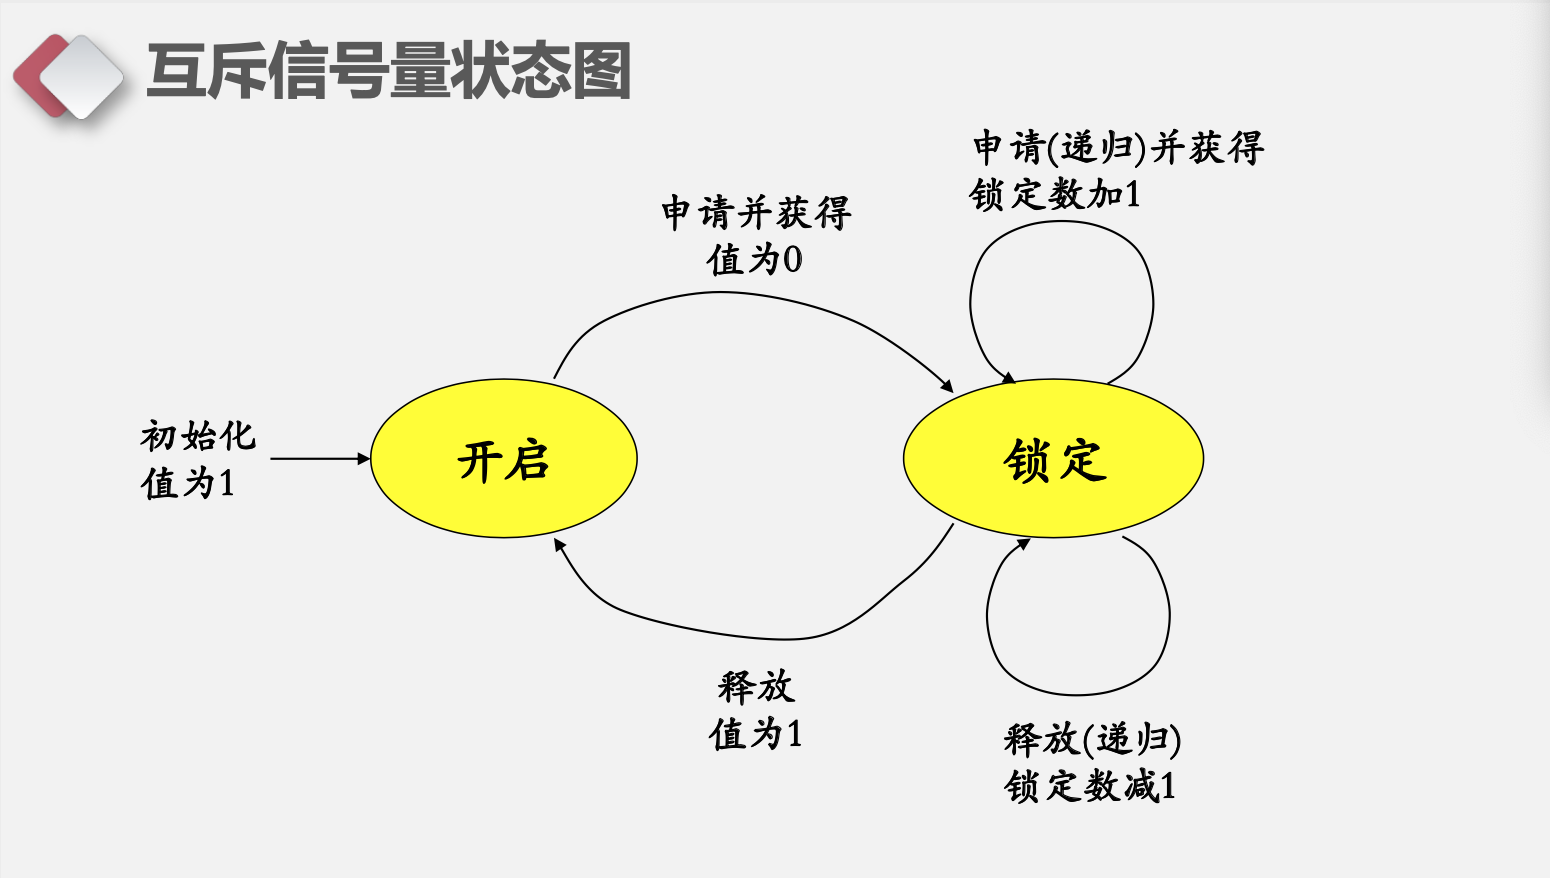 互斥信号量状态图
申请(递归)并获得
锁定数加1
申请并获得
值为0
初始化
值为1
开启
锁定
释放
值为1
释放(递归)
锁定数减1